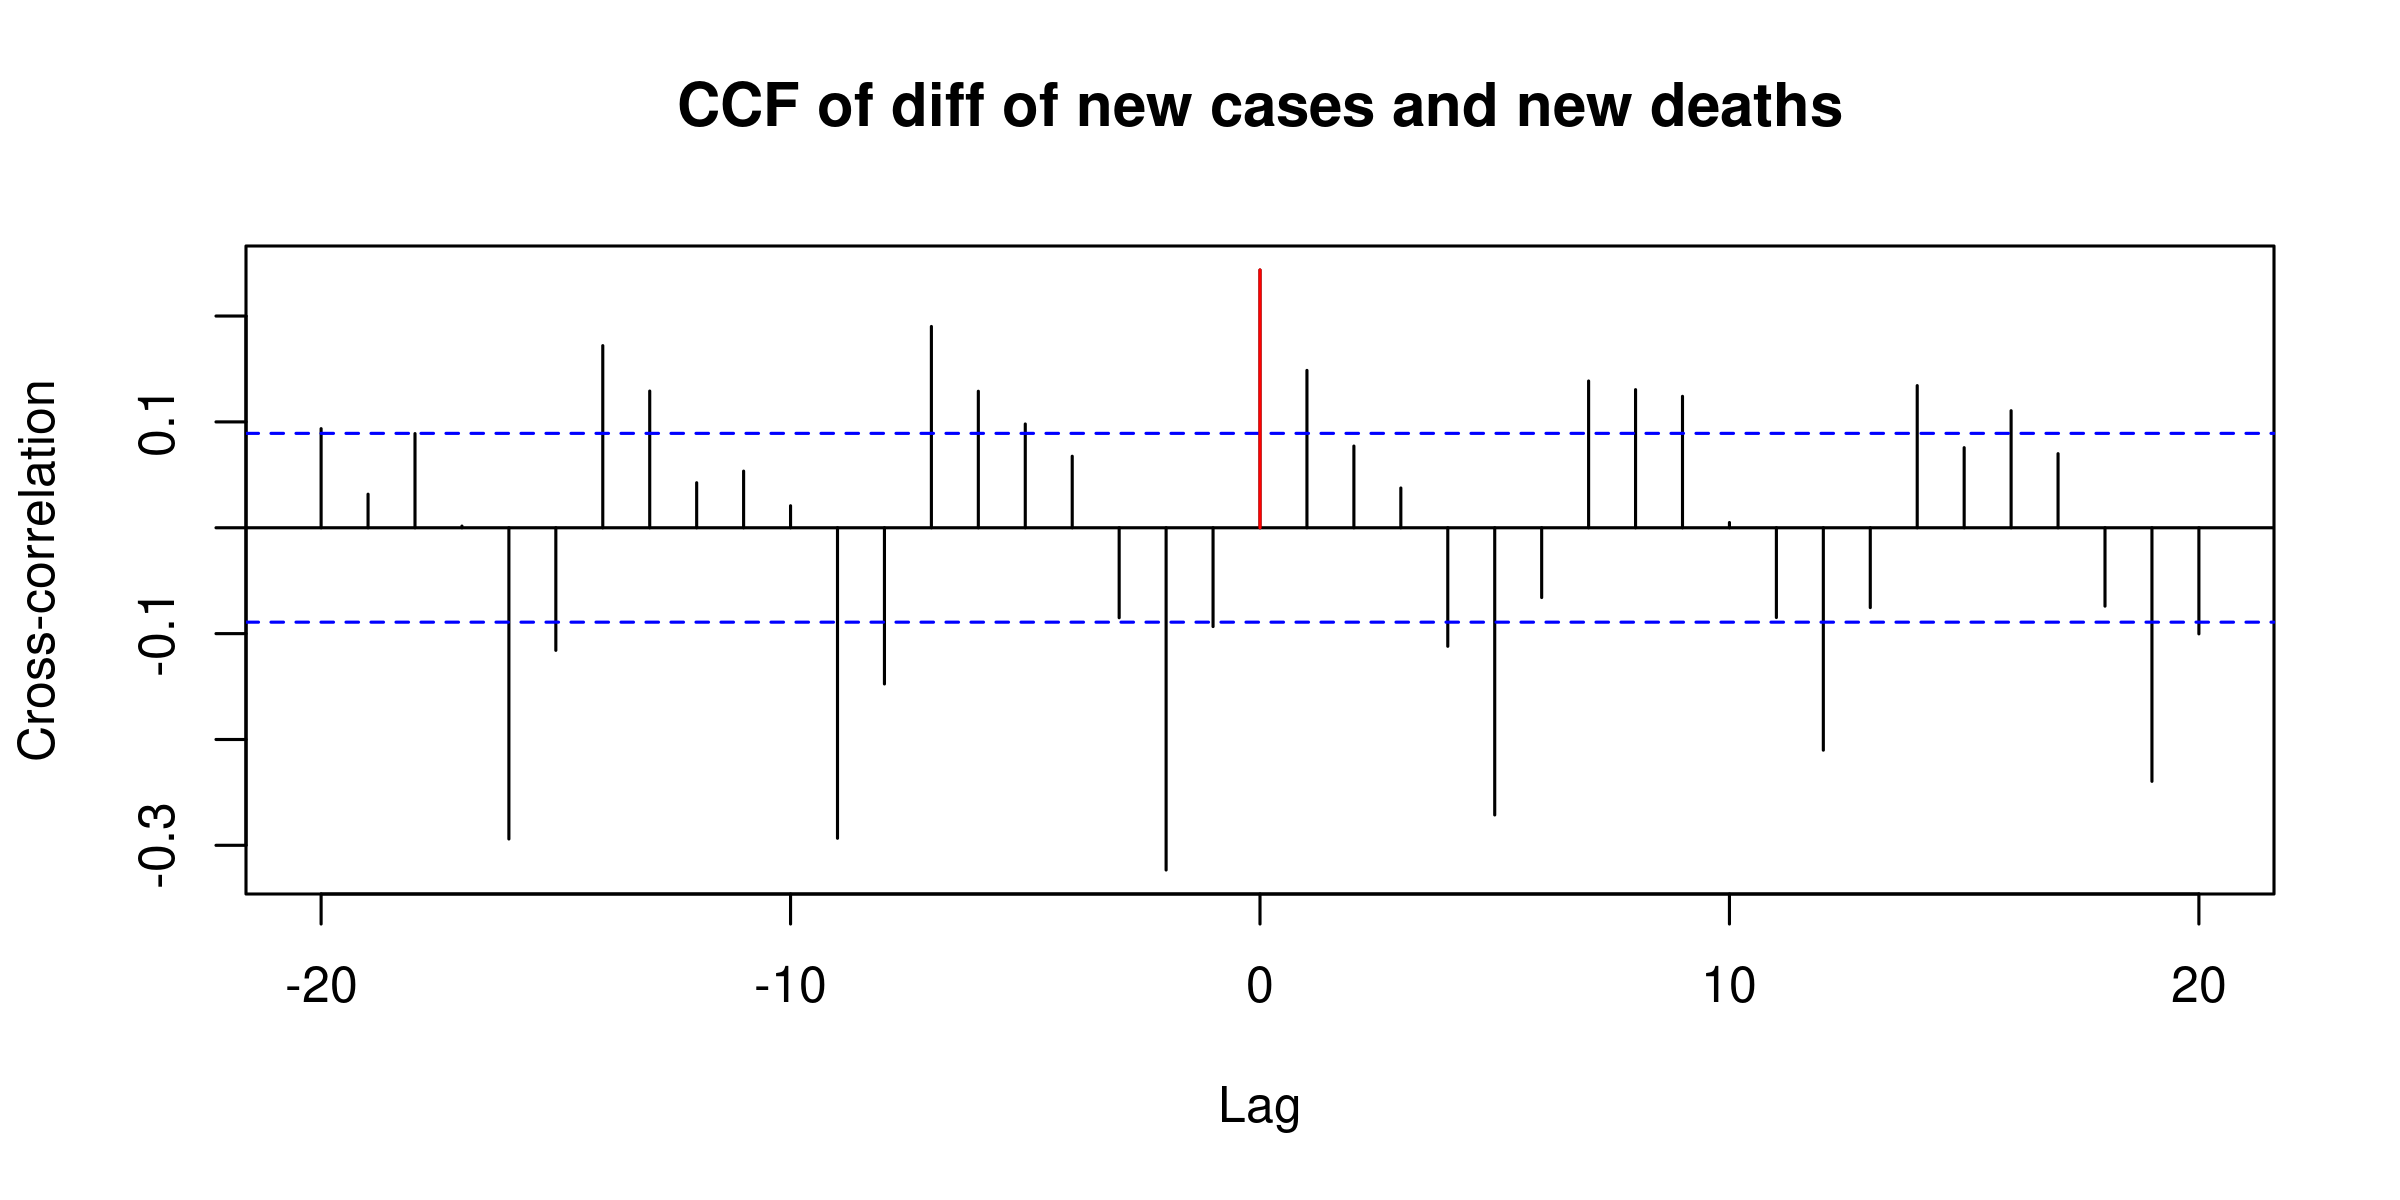 CCF of diff of new cases and new deaths
Cross-correlation
0.1
-0.1
-0.3
-20 -10 0 10 20
Lag